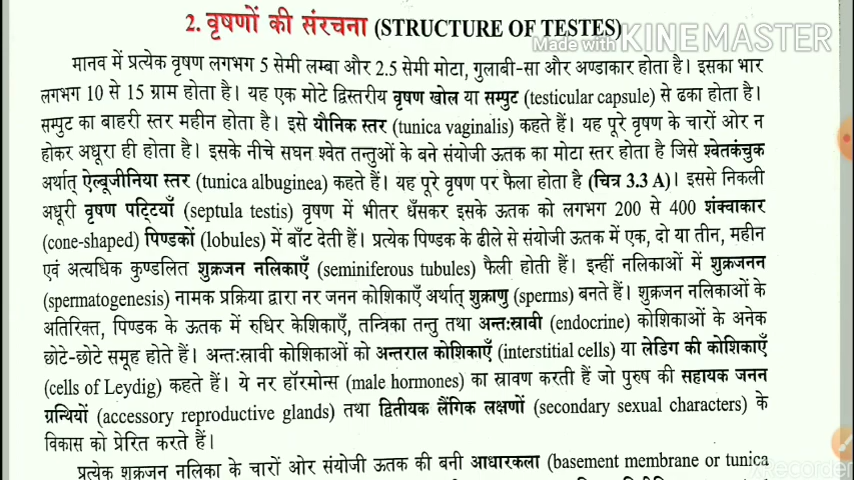 2. वृषणों की संरचना (STRUCTURE OF TESTES)
Made with KINEMASTER
मानव में प्रत्येक वृषण लगभग 5 सेमी लम्बा और 2.5 सेमी मोटा, गुलाबी-सा और अण्डाकार होता है। इसका भार
लगभग 10 से 15 ग्राम होता है। यह एक मोटे द्विस्तरीय वृषण खोल या सम्पुट (testicular capsule) से ढका होता है।
सम्पुट का बाहरी स्तर महीन होता है। इसे यौनिक स्तर (tunica vaginalis) कहते हैं। यह पूरे वृषण के चारों ओर न
होकर अधूरा ही होता है। इसके नीचे सघन श्वेत तन्तुओं के बने संयोजी ऊतक का मोटा स्तर होता है जिसे श्वेतकंचुक
अर्थात् ऐल्बूजीनिया स्तर (tunica albuginea) कहते हैं। यह पूरे वृषण पर फैला होता है (चित्र 3.3 A)। इससे निकली
अधूरी वृषण पट्टियाँ (septula testis) वृषण में भीतर धँसकर इसके ऊतक को लगभग 200 से 400 शंक्वाकार
(cone-shaped) पिण्डकों (lobules) में बाँट देती हैं। प्रत्येक पिण्डक के ढीले से संयोजी ऊतक में एक, दो या तीन, महीन
एवं अत्यधिक कुण्डलित शुक्रजन नलिकाएँ (seminiferous tubules) फैली होती हैं। इन्हीं नलिकाओं में शुक्रजनन
(spermatogenesis) नामक प्रक्रिया द्वारा नर जनन कोशिकाएँ अर्थात् शुक्राणु (sperms) बनते हैं। शुक्रजन नलिकाओं के
अतिरिक्त, पिण्डक के ऊतक में रुधिर केशिकाएँ, तन्त्रिका तन्तु तथा अन्तःस्रावी (endocrine) कोशिकाओं के अनेक
छोटे-छोटे समूह होते हैं। अन्तःस्रावी कोशिकाओं को अन्तराल कोशिकाएँ (interstitial cells) या लेडिग की कोशिकाएँ
(cells of Leydig) कहते हैं। ये नर हॉरमोन्स (male hormones) का स्रावण करती हैं जो पुरुष की सहायक जनन
ग्रन्थियों (accessory reproductive glands) तथा द्वितीयक लैंगिक लक्षणों (secondary sexual characters) के
विकास को प्रेरित करते हैं।
प्रत्येक शुक्रजन नलिका के चारों ओर संयोजी ऊतक की बनी आधारकला (basement membrane or tunica
XRecorder